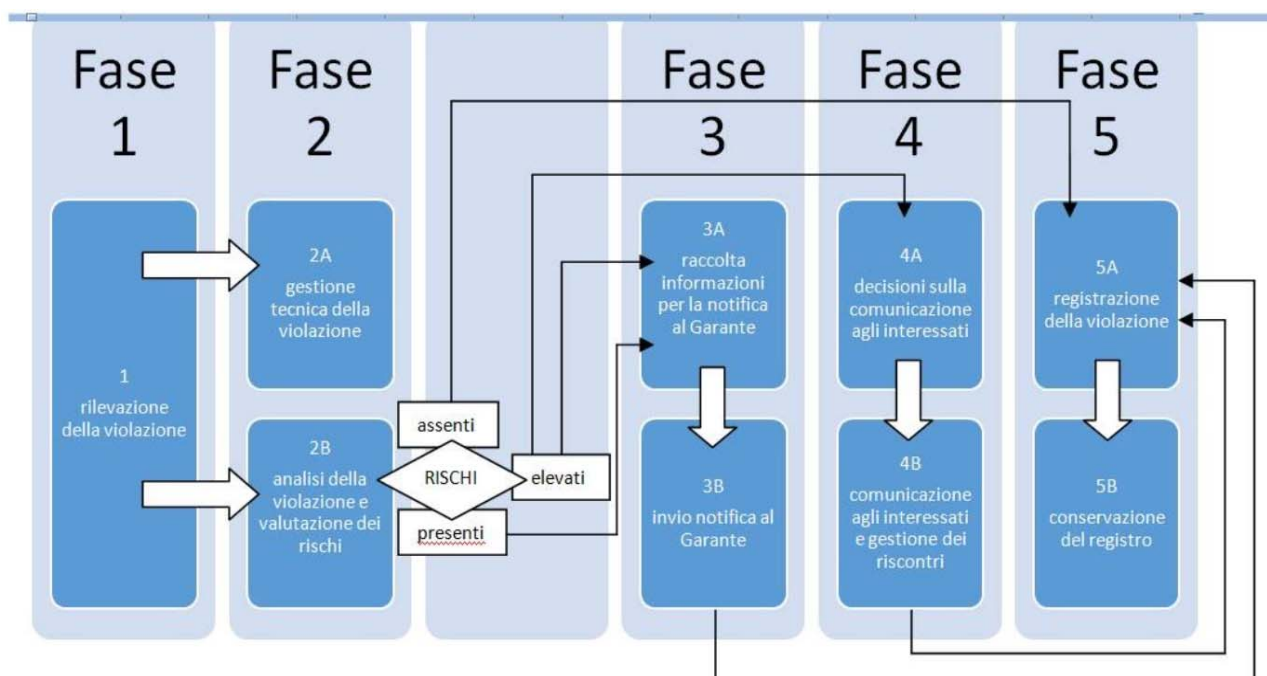 Fase
1
Fase
2
Fase
3
Fase
4
Fase
5
1
rilevazione
della violazione
2A
gestione
tecnica della
violazione
2B
analisi della
violazione e
valutazione dei
rischi
assenti
RISCHI
elevati
presenti
3A
raccolta
informazioni
per la notifica
al Garante
3B
invio notifica al
Garante
4A
decisioni sulla
comunicazione
agli interessati
4B
comunicazione
agli interessati
e gestione dei
riscontri
5A
registrazione
della violazione
5B
conservazione
del registro